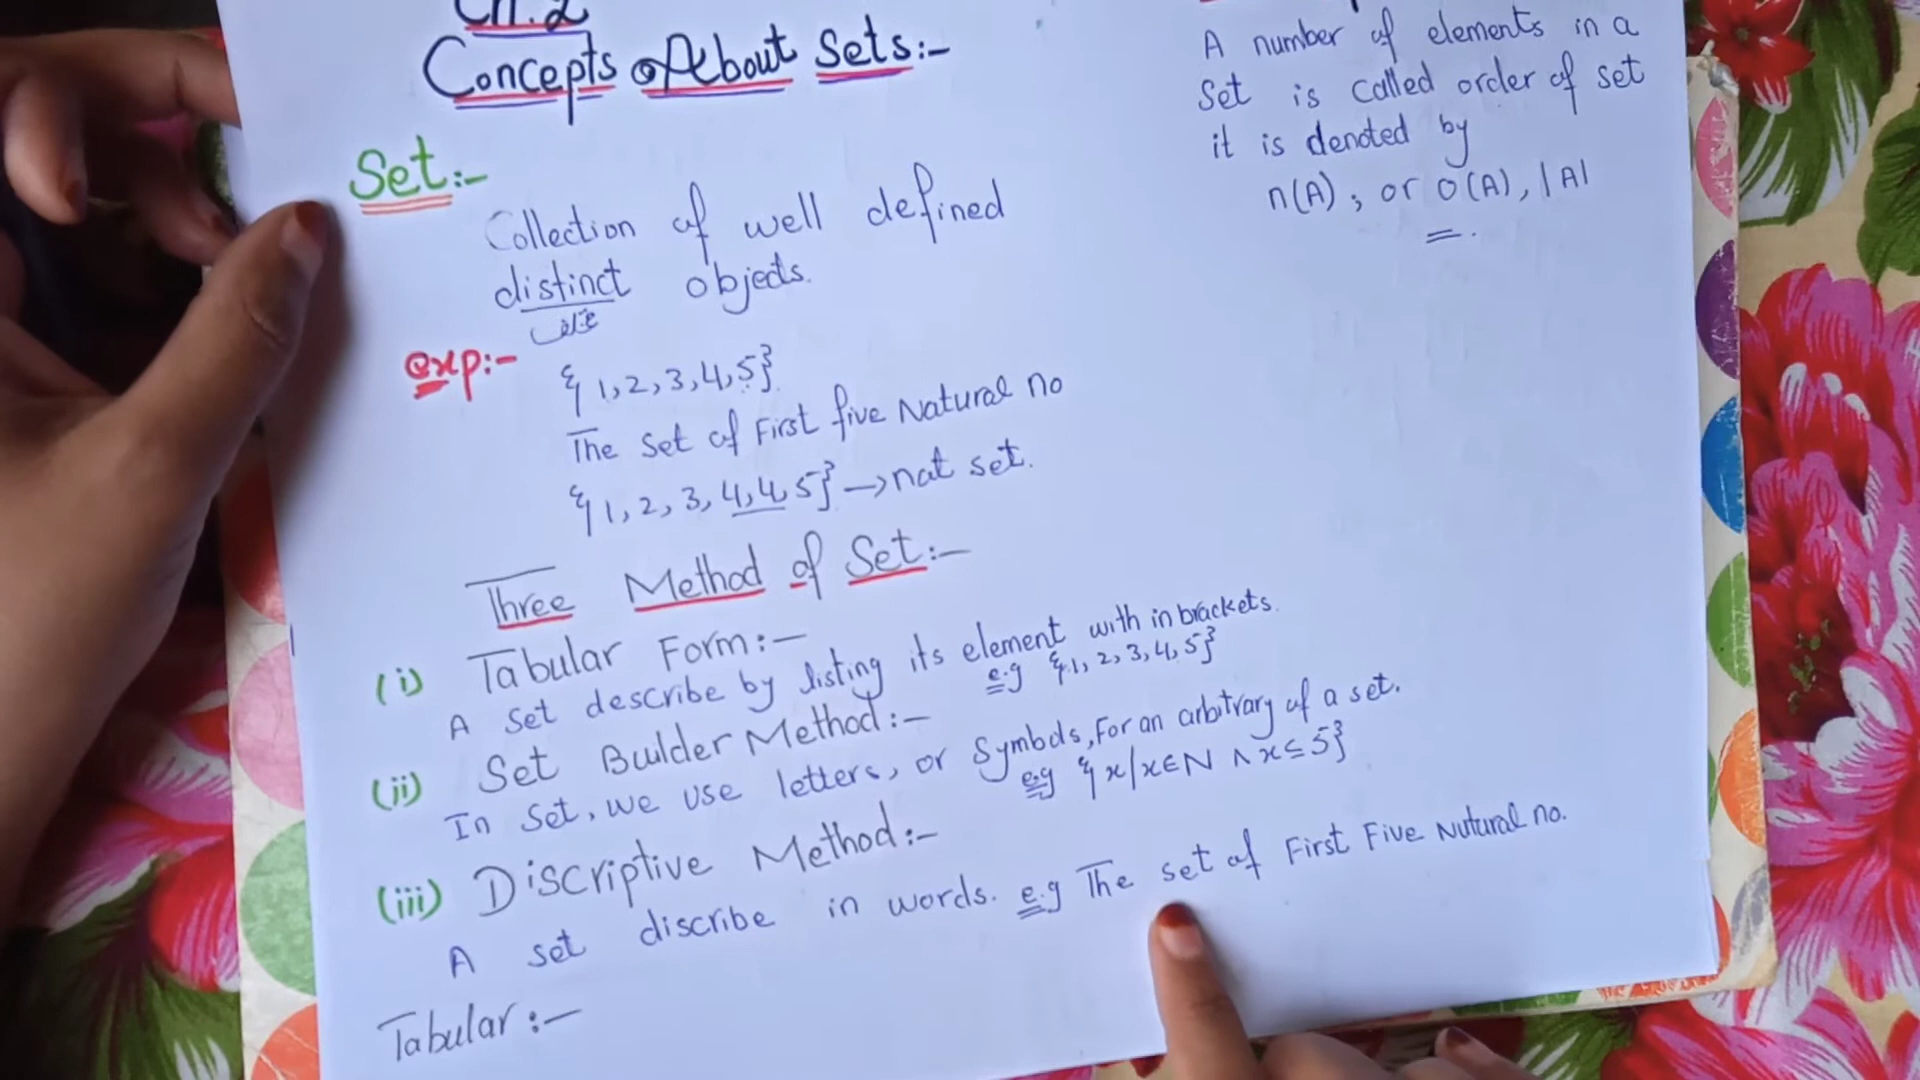 Ch.2
Concepts About Sets:-
Set:-
Collection of well defined
distinct objects.
exp:- {1,2,3,4,5}
The Set of First five Natural no
{1, 2, 3, 4,4, 5} → nat set.
Three Method of Set:-
(i) Tabular Form:-
A Set describe by listing its element with in brackets.
e.g {1, 2, 3, 4, 5}
(ii) Set Builder Method:-
In Set, we use letters, or Symbols, For an arbitrary of a set.
e.g {x/x∈N ∧ x≤5}
(iii) Discriptive Method:-
A set discribe in words. e.g The set of First Five Nutural no.
Tabular:-
A number of elements in a
Set is called order of set
it is denoted by
n(A); or O(A), |A|